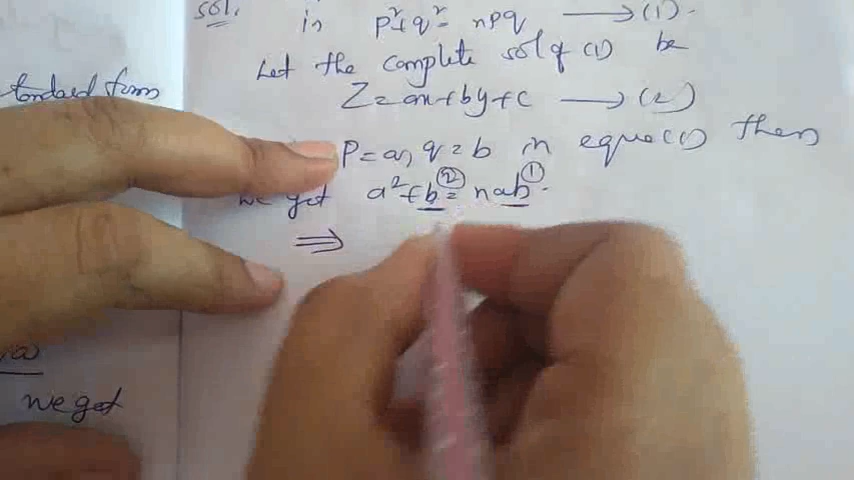 sol.
is p²+q² = npq ⟶ (1).
Let the complete sol of (1) be
Z = ax+by+c ⟶ (2)
tandard form
P = a, q = b in equa(1) then
we get a²+b² = nab¹.
⟹
we get